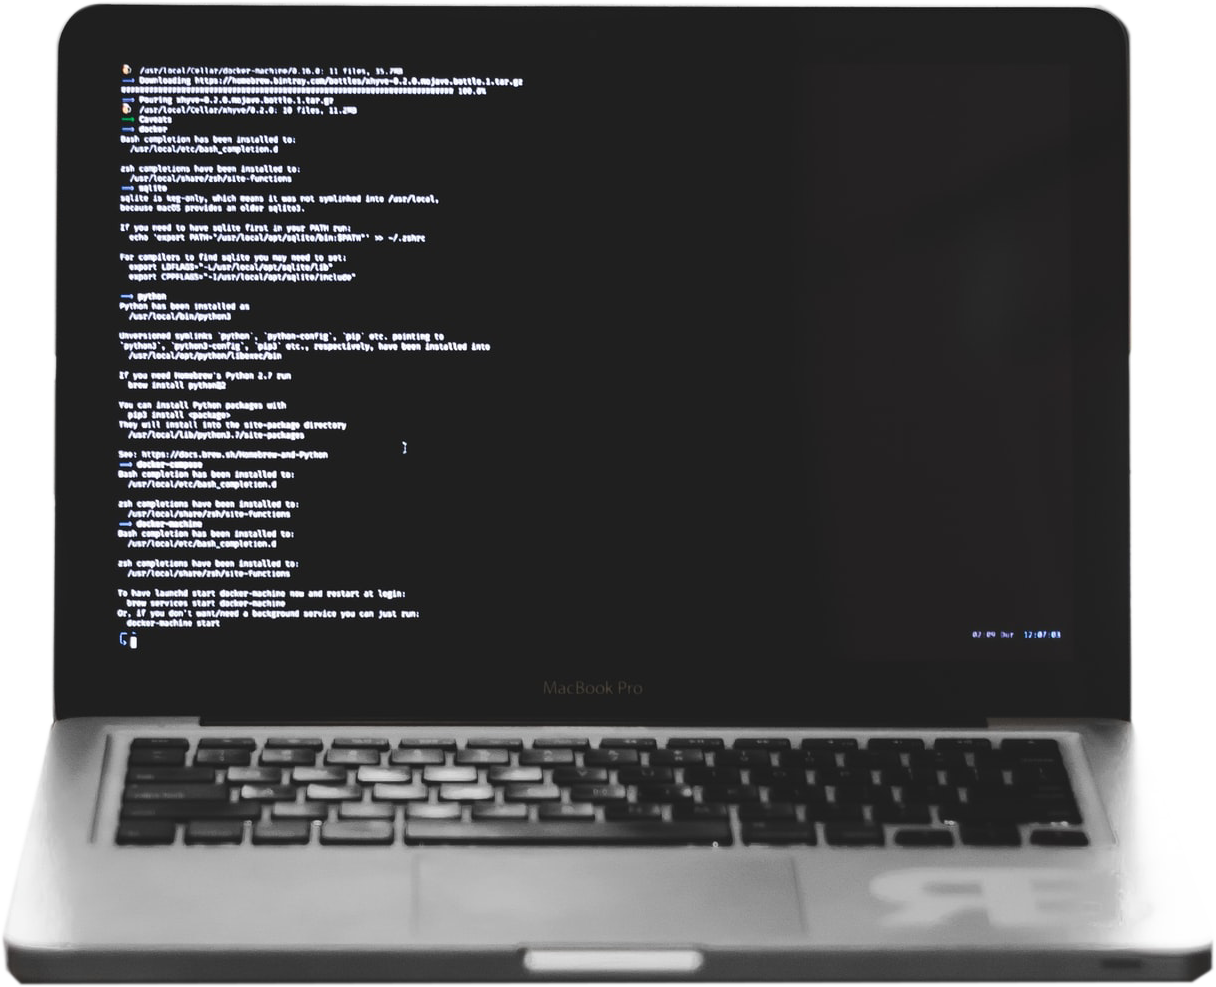 /usr/local/Cellar/docker-machine/0.16.0: 11 files, 35.7MB
Downloading https://homebrew.bintray.com/bottles/xhyve-0.2.0.mojave.bottle.1.tar.gz
100.0%
Pouring xhyve-0.2.0.mojave.bottle.1.tar.gz
/usr/local/Cellar/xhyve/0.2.0: 10 files, 11.2MB
Caveats
docker
Bash completion has been installed to:
/usr/local/etc/bash_completion.d
zsh completions have been installed to:
/usr/local/share/zsh/site-functions
sqlite
sqlite is keg-only, which means it was not symlinked into /usr/local,
because macOS provides an older sqlite3.
If you need to have sqlite first in your PATH run:
echo 'export PATH="/usr/local/opt/sqlite/bin:$PATH"' >> ~/.zshrc
For compilers to find sqlite you may need to set:
export LDFLAGS="-L/usr/local/opt/sqlite/lib"
export CPPFLAGS="-I/usr/local/opt/sqlite/include"
python
Python has been installed as
/usr/local/bin/python3
Unversioned symlinks `python`, `python-config`, `pip` etc. pointing to
`python3`, `python3-config`, `pip3` etc., respectively, have been installed into
/usr/local/opt/python/libexec/bin
If you need Homebrew's Python 2.7 run
brew install python@2
You can install Python packages with
pip3 install <package>
They will install into the site-package directory
/usr/local/lib/python3.7/site-packages
See: https://docs.brew.sh/Homebrew-and-Python
docker-compose
Bash completion has been installed to:
/usr/local/etc/bash_completion.d
zsh completions have been installed to:
/usr/local/share/zsh/site-functions
docker-machine
Bash completion has been installed to:
/usr/local/etc/bash_completion.d
zsh completions have been installed to:
/usr/local/share/zsh/site-functions
To have launchd start docker-machine now and restart at login:
brew services start docker-machine
Or, if you don't want/need a background service you can just run:
docker-machine start
12:07:03
MacBook Pro